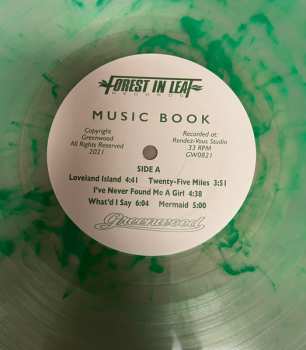 FOREST IN LEAF
RECORDS
MUSIC BOOK
Copyright
Greenwood
All Rights Reserved
2021
Recorded at:
Rendez-Vous Studio
33 RPM
GW0821
SIDE A
Loveland Island 4:41 Twenty-Five Miles 3:51
I've Never Found Me A Girl 4:38
What'd I Say 6:04 Mermaid 5:00
Greenwood